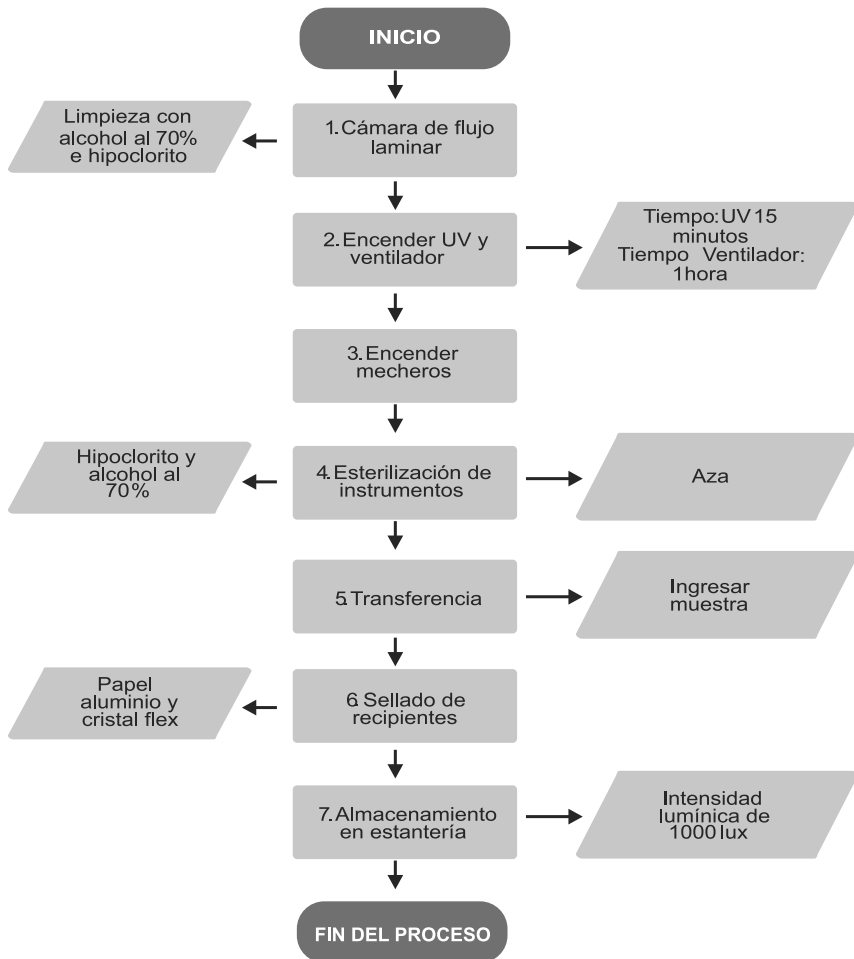 INICIO
Limpieza con
alcohol al 70%
e hipoclorito
1. Cámara de flujo
laminar
2. Encender UV y
ventilador
Tiempo: UV 15
minutos
Tiempo Ventilador:
1hora
3. Encender
mecheros
Hipoclorito y
alcohol al
70%
4. Esterilización de
instrumentos
Aza
5. Transferencia
Ingresar
muestra
Papel
aluminio y
cristal flex
6. Sellado de
recipientes
7. Almacenamiento
en estantería
Intensidad
lumínica de
1000 lux
FIN DEL PROCESO